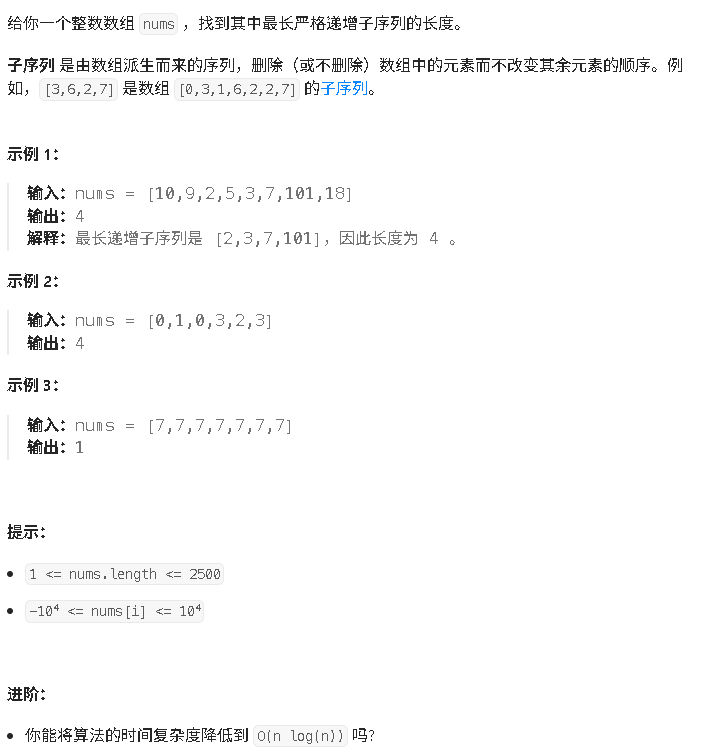 给你一个整数数组 nums ，找到其中最长严格递增子序列的长度。
子序列 是由数组派生而来的序列，删除（或不删除）数组中的元素而不改变其余元素的顺序。例
如，[3,6,2,7] 是数组 [0,3,1,6,2,2,7] 的子序列。
示例 1：
输入：nums = [10,9,2,5,3,7,101,18]
输出：4
解释：最长递增子序列是 [2,3,7,101]，因此长度为 4 。
示例 2：
输入：nums = [0,1,0,3,2,3]
输出：4
示例 3：
输入：nums = [7,7,7,7,7,7,7]
输出：1
提示：
• 1 <= nums.length <= 2500
• -10⁴ <= nums[i] <= 10⁴
进阶：
• 你能将算法的时间复杂度降低到 O(n log(n)) 吗?